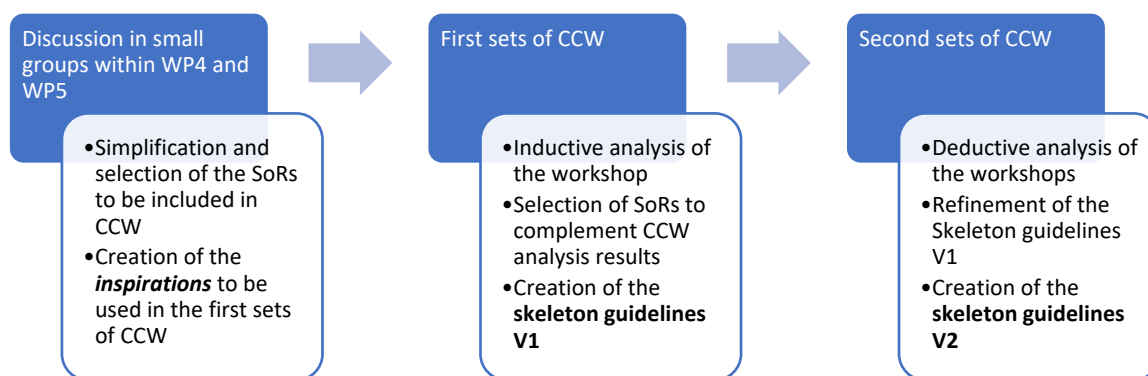 Discussion in small
groups within WP4 and
WP5
•Simplification and
selection of the SoRs
to be included in
CCW
•Creation of the
inspirations to be
used in the first sets
of CCW
First sets of CCW
•Inductive analysis of
the workshop
•Selection of SoRs to
complement CCW
analysis results
•Creation of the
skeleton guidelines
V1
Second sets of CCW
•Deductive analysis of
the workshops
•Refinement of the
Skeleton guidelines
V1
•Creation of the
skeleton guidelines
V2